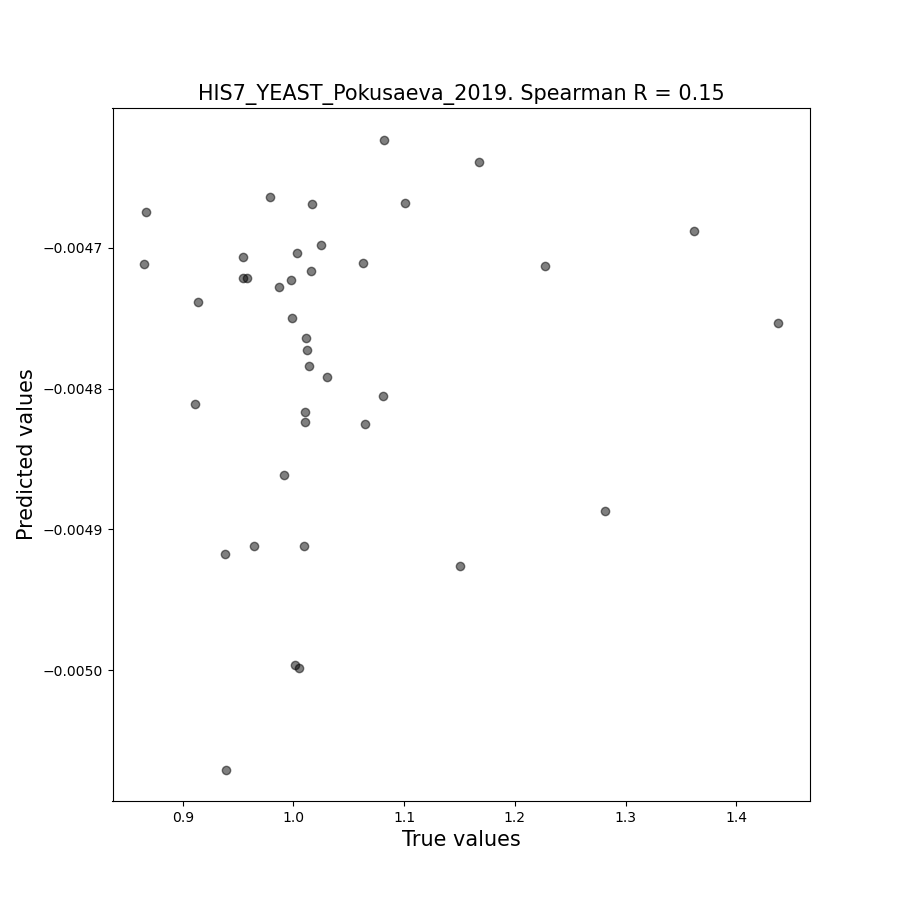 HIS7_YEAST_Pokusaeva_2019. Spearman R = 0.15
Predicted values
−0.0047
−0.0048
−0.0049
−0.0050
0.9 1.0 1.1 1.2 1.3 1.4
True values